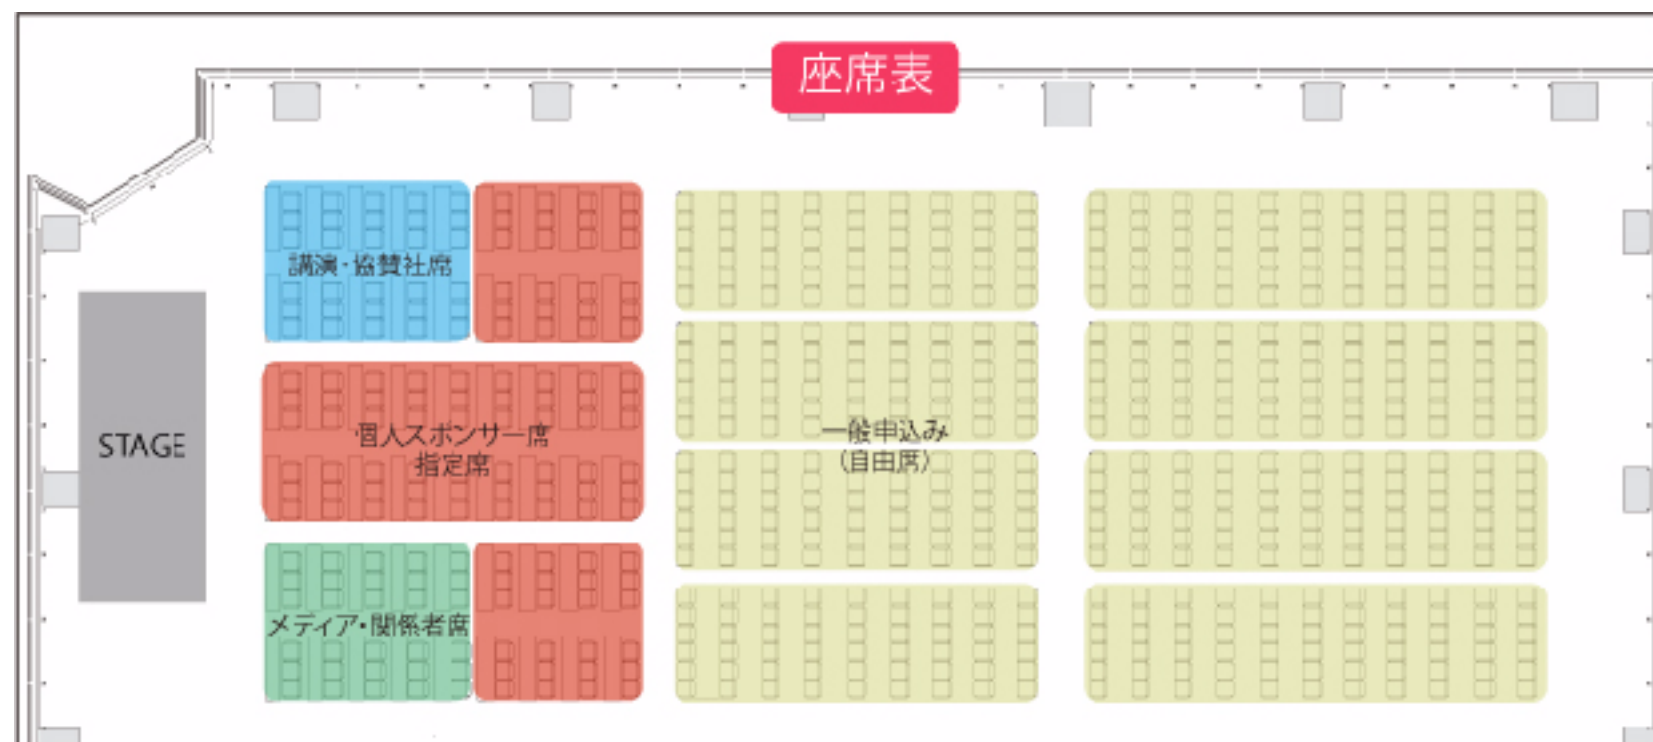 座席表
講演・協賛社席
STAGE
個人スポンサー席
指定席
一般申込み
(自由席)
メディア・関係者席